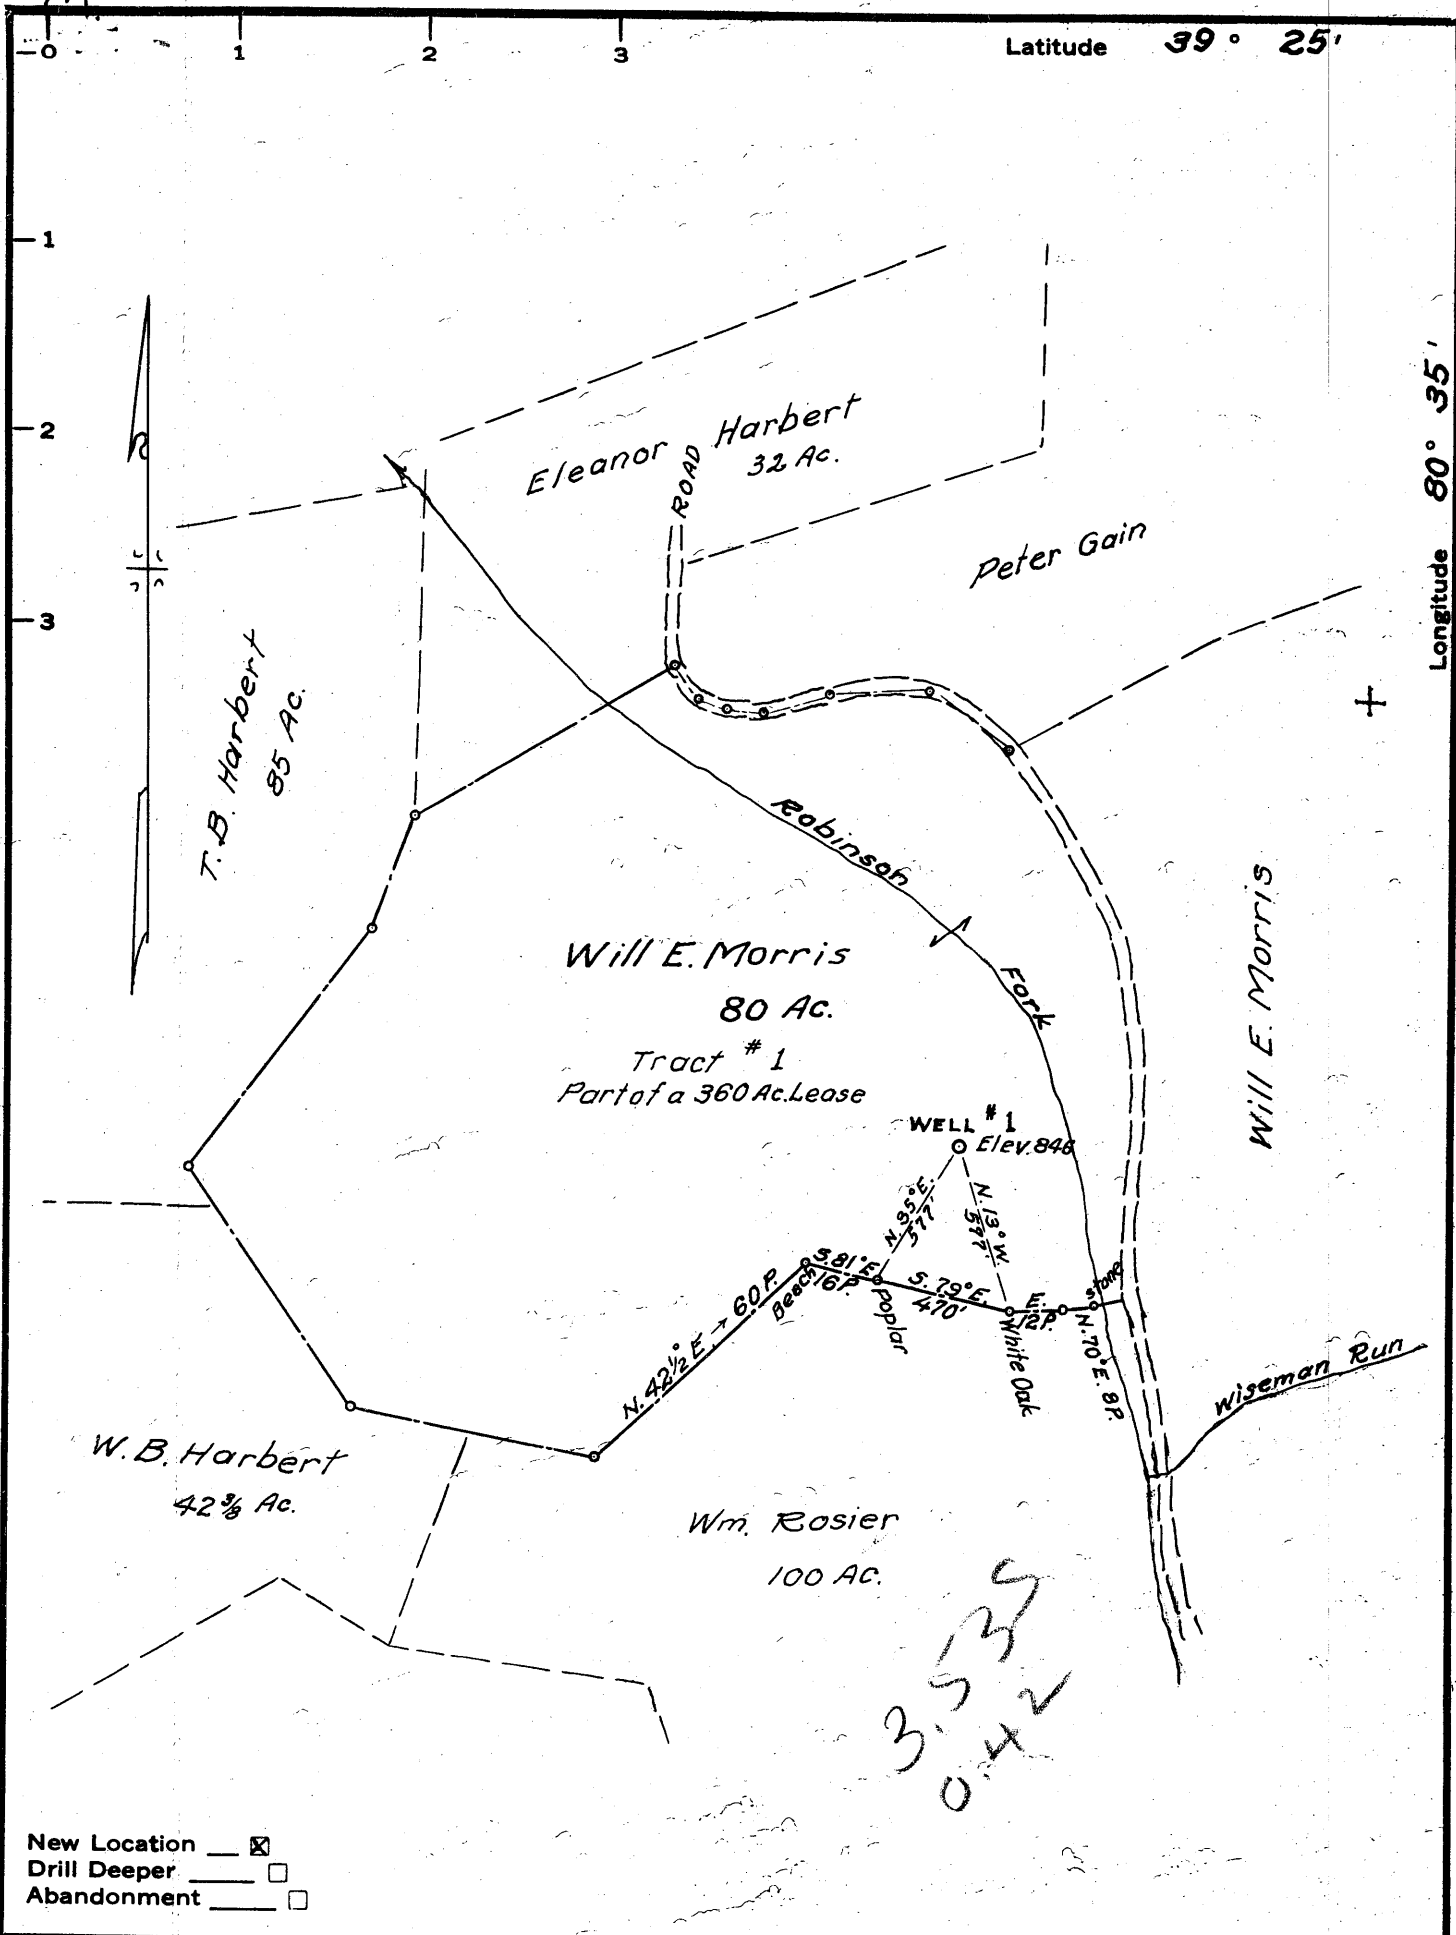 0 1 2 3
Latitude 39° 25'
1
2
3
Longitude 80° 35'
Eleanor Harbert
32 Ac.
ROAD
Peter Gain
T.B. Harbert
85 Ac.
Robinson
Fork
Will E. Morris
80 Ac.
Tract #1
Part of a 360 Ac. Lease
Will E. Morris
WELL #1
Elev. 846
N. 35° E.
577'
N. 13° W.
597'
N. 42½° E. → 60 P.
Beach
S. 81° E.
16 P.
Poplar
S. 79° E.
470'
White Oak
E.
12 P.
Stone
N. 70° E. 8 P.
Wiseman Run
W.B. Harbert
42⅜ Ac.
Wm. Rosier
100 Ac.
3.535
0.42
New Location ☒
Drill Deeper ☐
Abandonment ☐